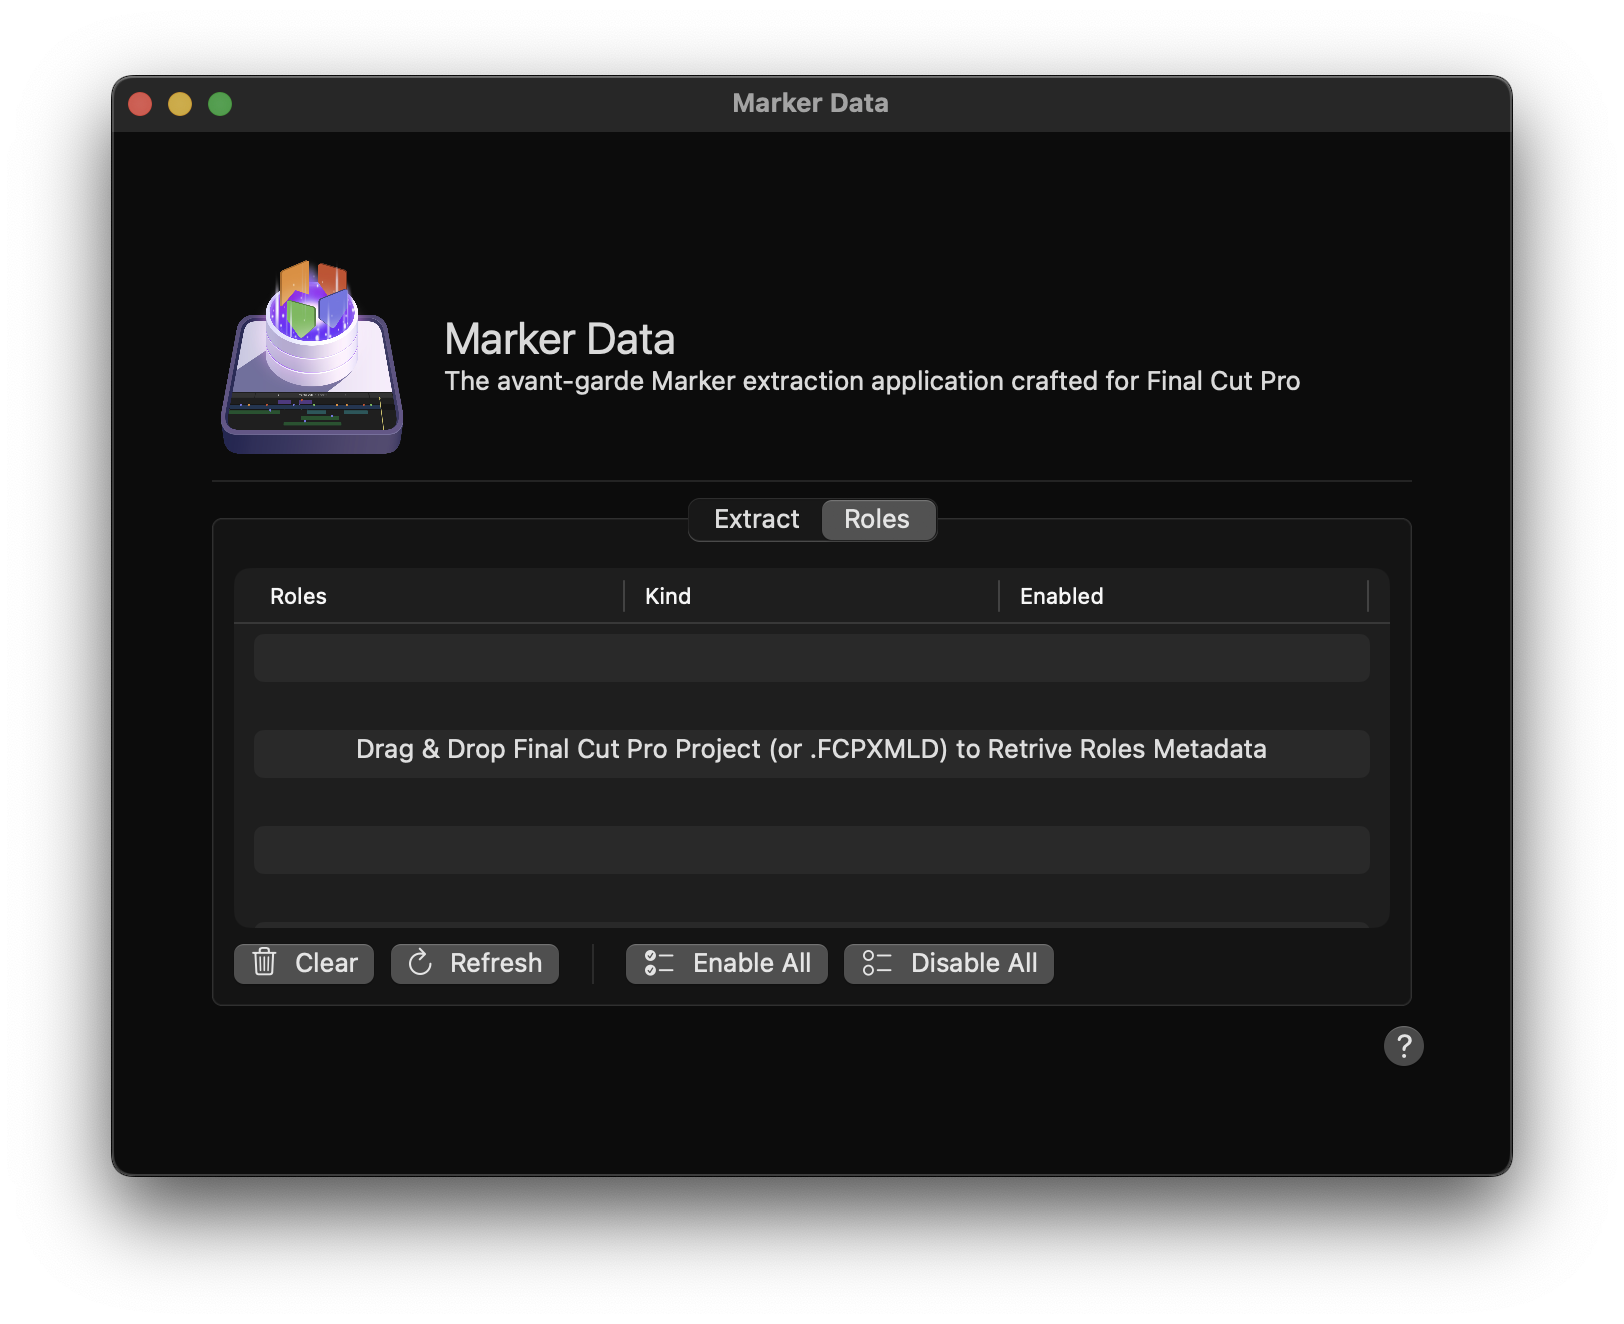 Marker Data
Marker Data
The avant-garde Marker extraction application crafted for Final Cut Pro
Extract Roles
Roles Kind Enabled
Drag & Drop Final Cut Pro Project (or .FCPXMLD) to Retrive Roles Metadata
Clear Refresh Enable All Disable All
?